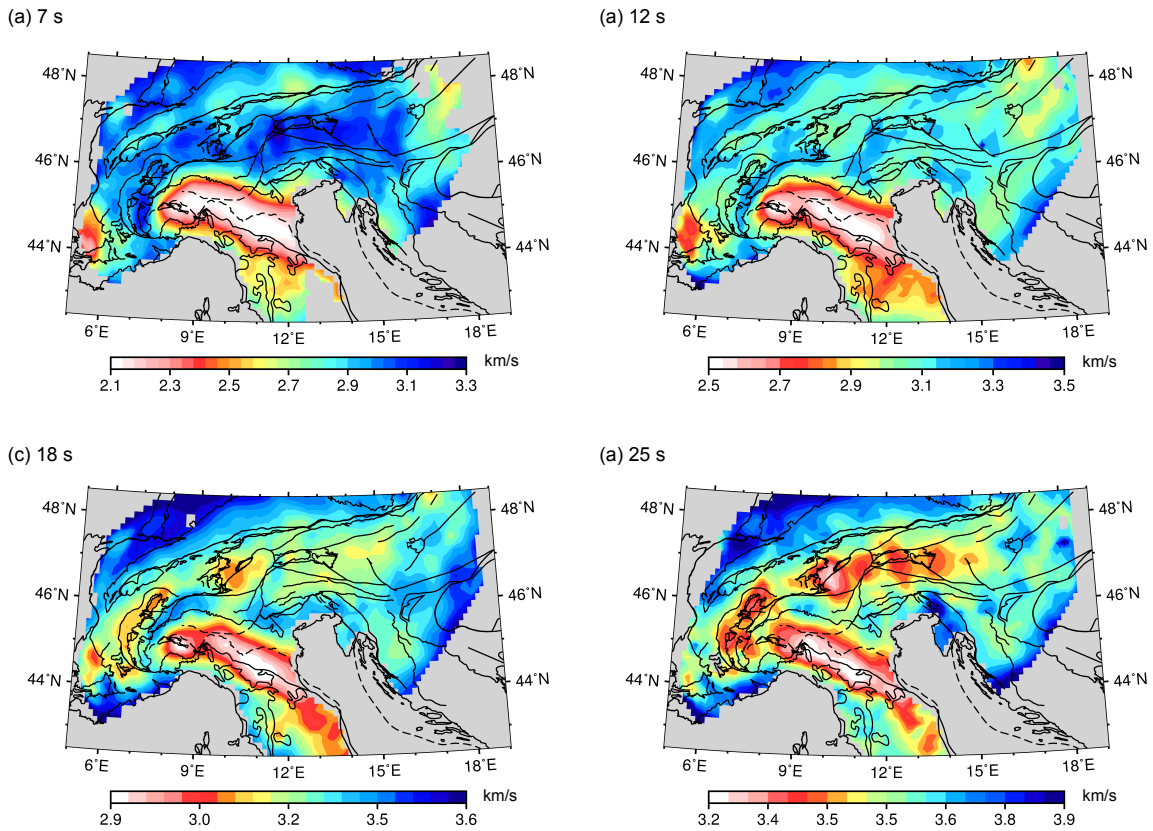 (a) 7 s
(a) 12 s
48˚N
46˚N
44˚N
48˚N
46˚N
44˚N
6˚E
9˚E
12˚E
15˚E
18˚E
48˚N
46˚N
44˚N
48˚N
46˚N
44˚N
6˚E
9˚E
12˚E
15˚E
18˚E
2.1 2.3 2.5 2.7 2.9 3.1 3.3
km/s
2.5 2.7 2.9 3.1 3.3 3.5
km/s
(c) 18 s
(a) 25 s
48˚N
46˚N
44˚N
48˚N
46˚N
44˚N
6˚E
9˚E
12˚E
15˚E
18˚E
48˚N
46˚N
44˚N
48˚N
46˚N
44˚N
6˚E
9˚E
12˚E
15˚E
18˚E
2.9 3.0 3.2 3.5 3.6
km/s
3.2 3.4 3.5 3.6 3.8 3.9
km/s